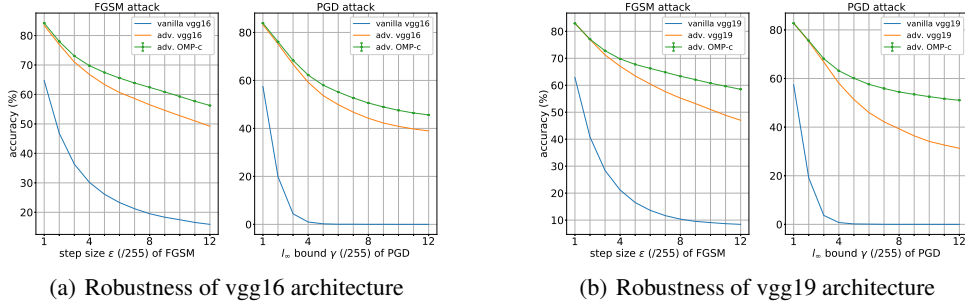 FGSM attack
vanilla vgg16
adv. vgg16
adv. OMP-c
accuracy (%)
80
70
60
50
40
30
20
1 4 8 12
step size ε (/255) of FGSM
PGD attack
vanilla vgg16
adv. vgg16
adv. OMP-c
80
60
40
20
0
1 4 8 12
l∞ bound γ (/255) of PGD
(a) Robustness of vgg16 architecture
FGSM attack
vanilla vgg19
adv. vgg19
adv. OMP-c
accuracy (%)
80
70
60
50
40
30
20
10
1 4 8 12
step size ε (/255) of FGSM
PGD attack
vanilla vgg19
adv. vgg19
adv. OMP-c
80
60
40
20
0
1 4 8 12
l∞ bound γ (/255) of PGD
(b) Robustness of vgg19 architecture